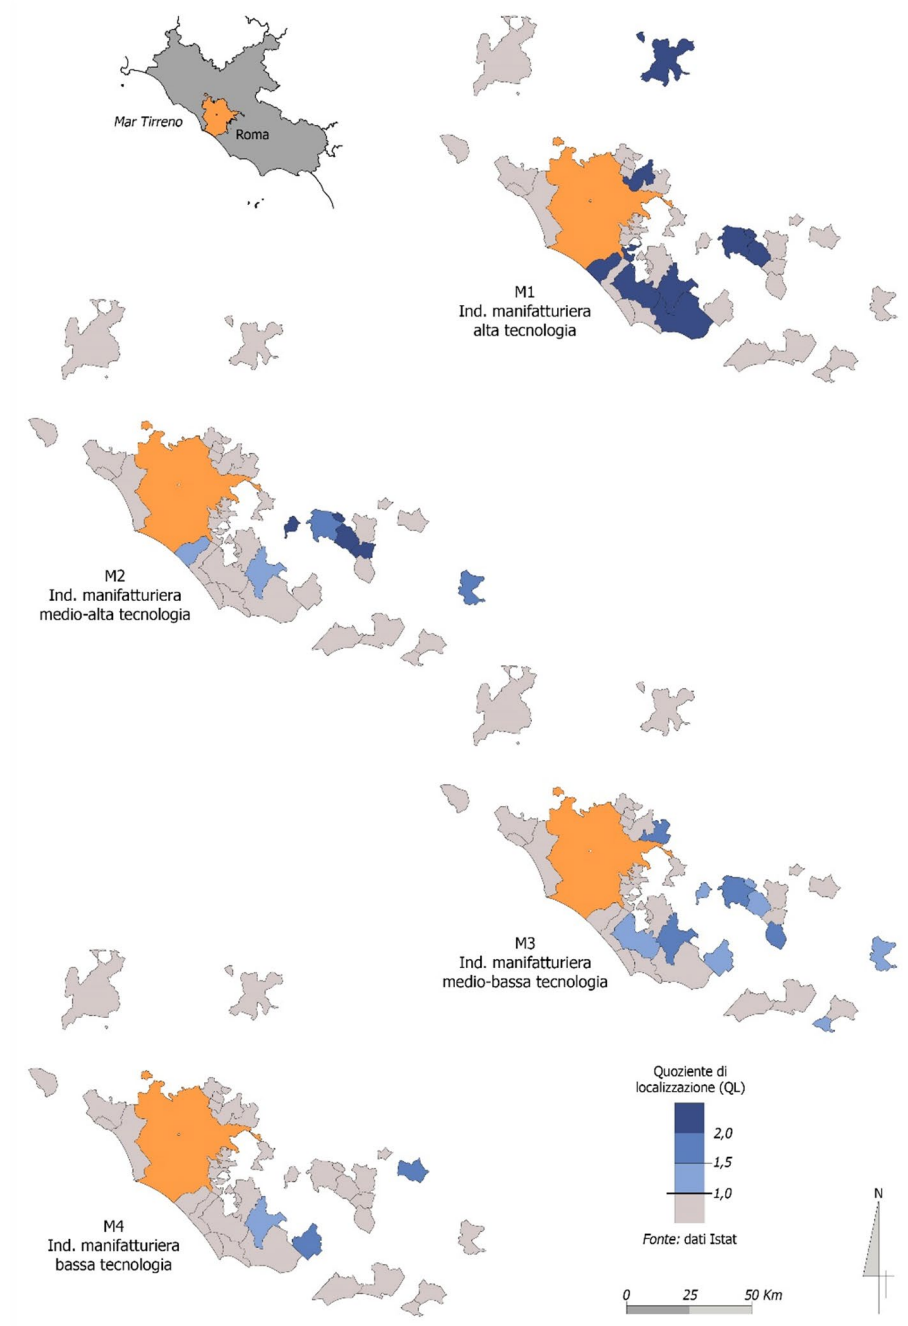 Mar Tirreno
Roma
M1
Ind. manifatturiera
alta tecnologia
M2
Ind. manifatturiera
medio-alta tecnologia
M3
Ind. manifatturiera
medio-bassa tecnologia
M4
Ind. manifatturiera
bassa tecnologia
Quoziente di
localizzazione (QL)
2,0
1,5
1,0
Fonte: dati Istat
N
0 25 50 Km